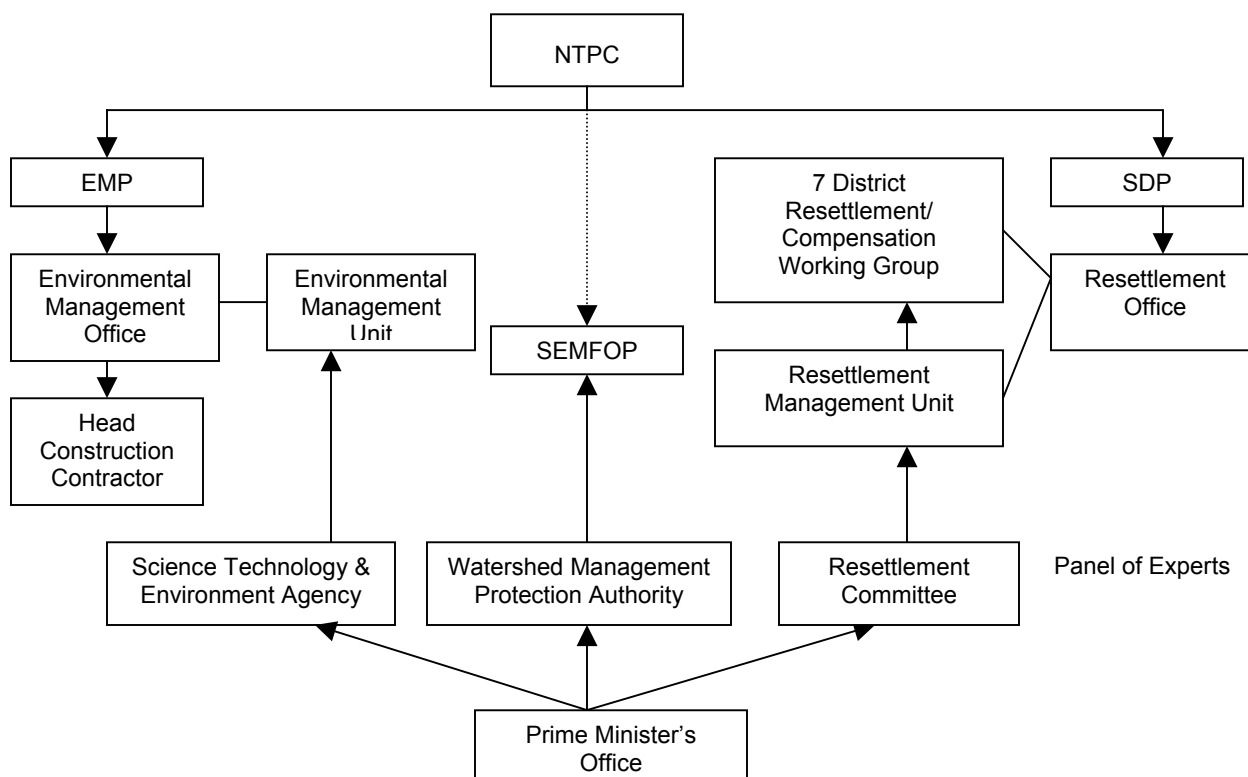 NTPC
EMP
7 District
Resettlement/
Compensation
Working Group
SDP
Environmental
Management
Office
Environmental
Management
Unit
SEMFOP
Resettlement
Office
Resettlement
Management Unit
Head
Construction
Contractor
Science Technology &
Environment Agency
Watershed Management
Protection Authority
Resettlement
Committee
Panel of Experts
Prime Minister’s
Office